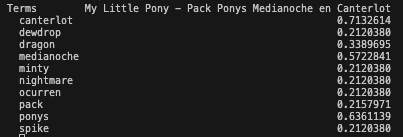 Terms My Little Pony - Pack Ponys Medianoche en Canterlot
canterlot 0.7132614
dewdrop 0.2120380
dragon 0.3389695
medianoche 0.5722841
minty 0.2120380
nightmare 0.2120380
ocurren 0.2120380
pack 0.2157971
ponys 0.6361139
spike 0.2120380